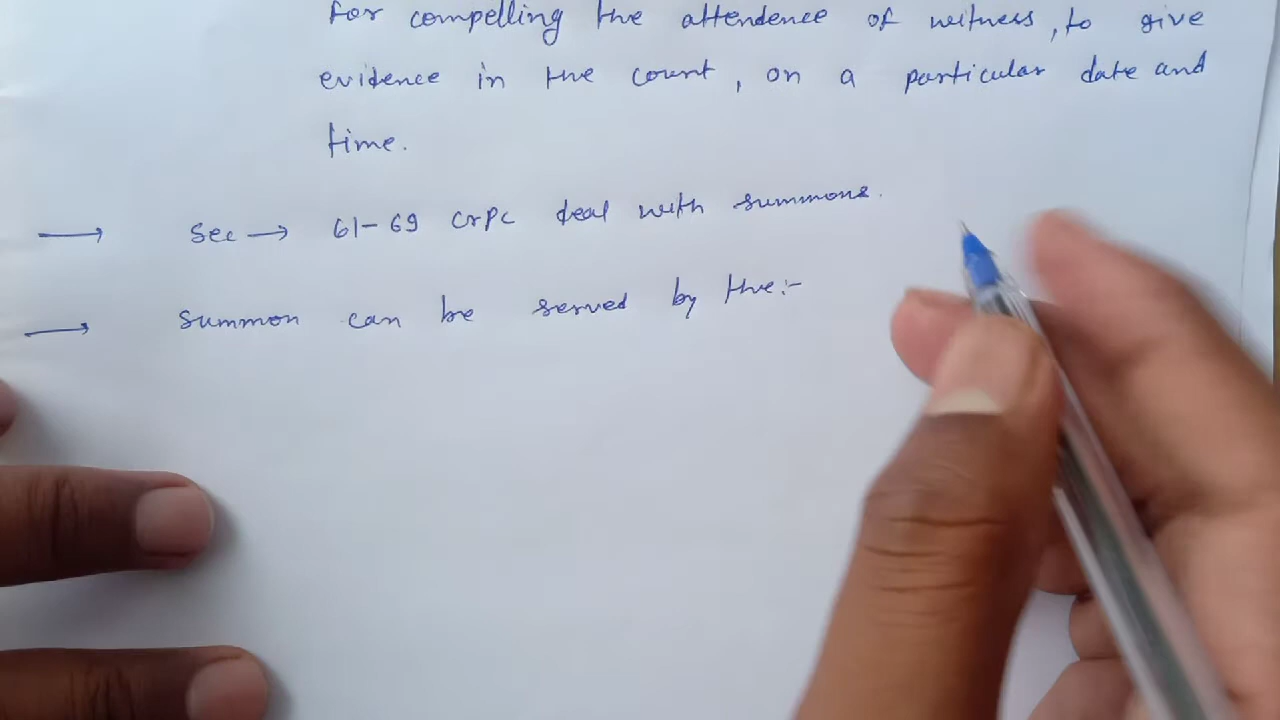 for compelling the attendence of witness, to give
evidence in the court, on a particular date and
time.
→ Sec → 61-69 CrPC deal with summons.
→ Summon can be served by the:-